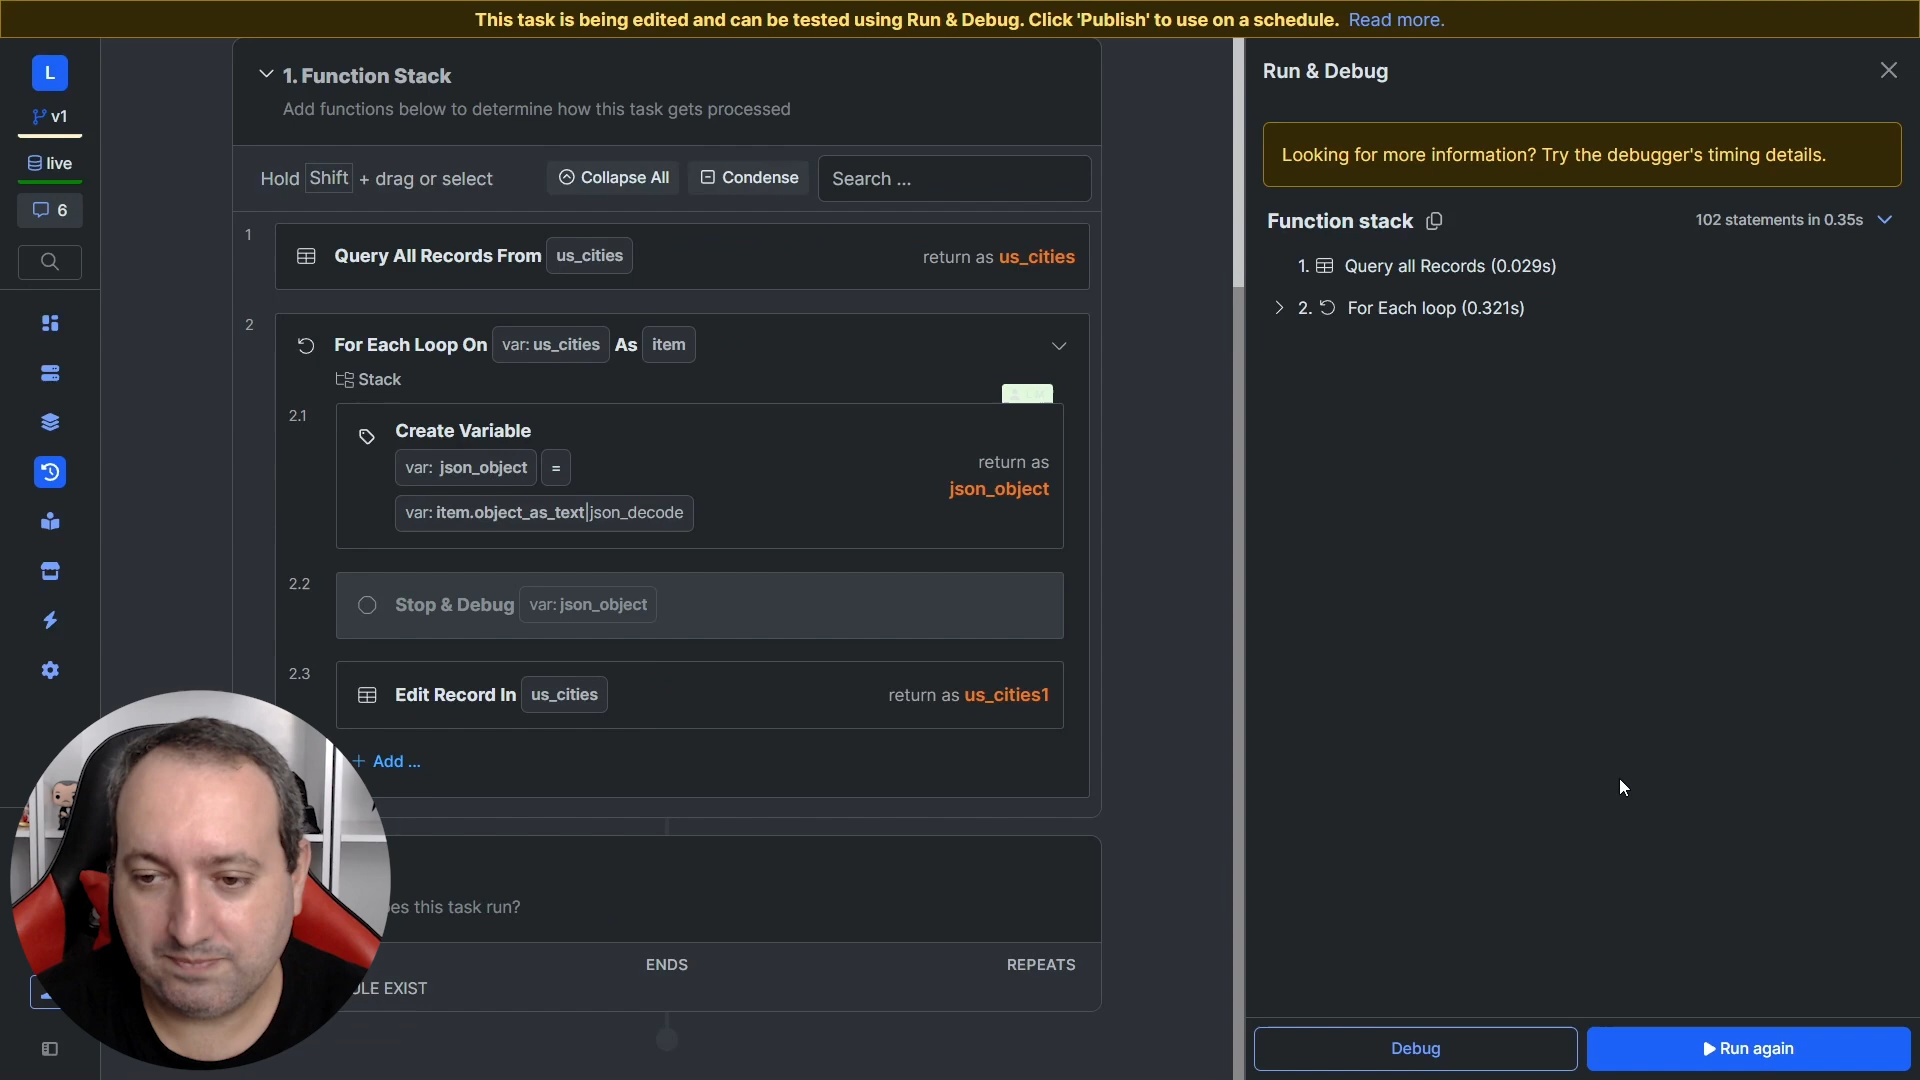 This task is being edited and can be tested using Run & Debug. Click 'Publish' to use on a schedule. Read more.
L
v1
live
6
1. Function Stack
Add functions below to determine how this task gets processed
Hold Shift + drag or select
Collapse All
Condense
Search ...
1
Query All Records From us_cities
return as us_cities
2
For Each Loop On var: us_cities As item
Stack
2.1
Create Variable
var: json_object =
var: item.object_as_text|json_decode
return as
json_object
2.2
Stop & Debug var: json_object
2.3
Edit Record In us_cities
return as us_cities1
+ Add ...
es this task run?
ENDS
REPEATS
ULE EXIST
Run & Debug
Looking for more information? Try the debugger's timing details.
Function stack
102 statements in 0.35s
1. Query all Records (0.029s)
2. For Each loop (0.321s)
Debug
Run again